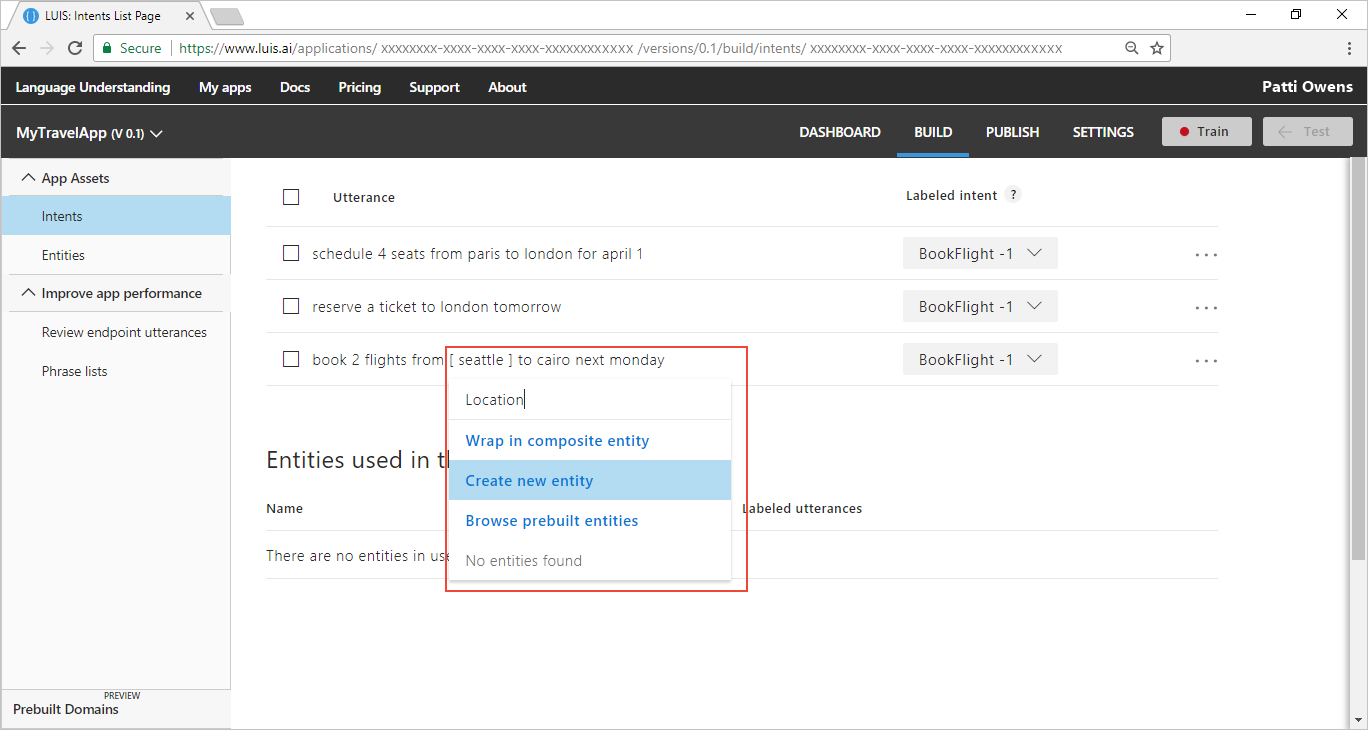 LUIS: Intents List Page
Secure https://www.luis.ai/applications/ xxxxxxxx-xxxx-xxxx-xxxx-xxxxxxxxxxxx /versions/0.1/build/intents/ xxxxxxxx-xxxx-xxxx-xxxx-xxxxxxxxxxxx
Language Understanding My apps Docs Pricing Support About Patti Owens
MyTravelApp (V 0.1) DASHBOARD BUILD PUBLISH SETTINGS Train Test
App Assets
Intents
Entities
Improve app performance
Review endpoint utterances
Phrase lists
PREVIEW
Prebuilt Domains
Utterance Labeled intent ?
schedule 4 seats from paris to london for april 1 BookFlight -1 ...
reserve a ticket to london tomorrow BookFlight -1 ...
book 2 flights from [ seattle ] to cairo next monday BookFlight -1 ...
Location
Wrap in composite entity
Create new entity
Browse prebuilt entities
No entities found
Entities used in th
Name Labeled utterances
There are no entities in use